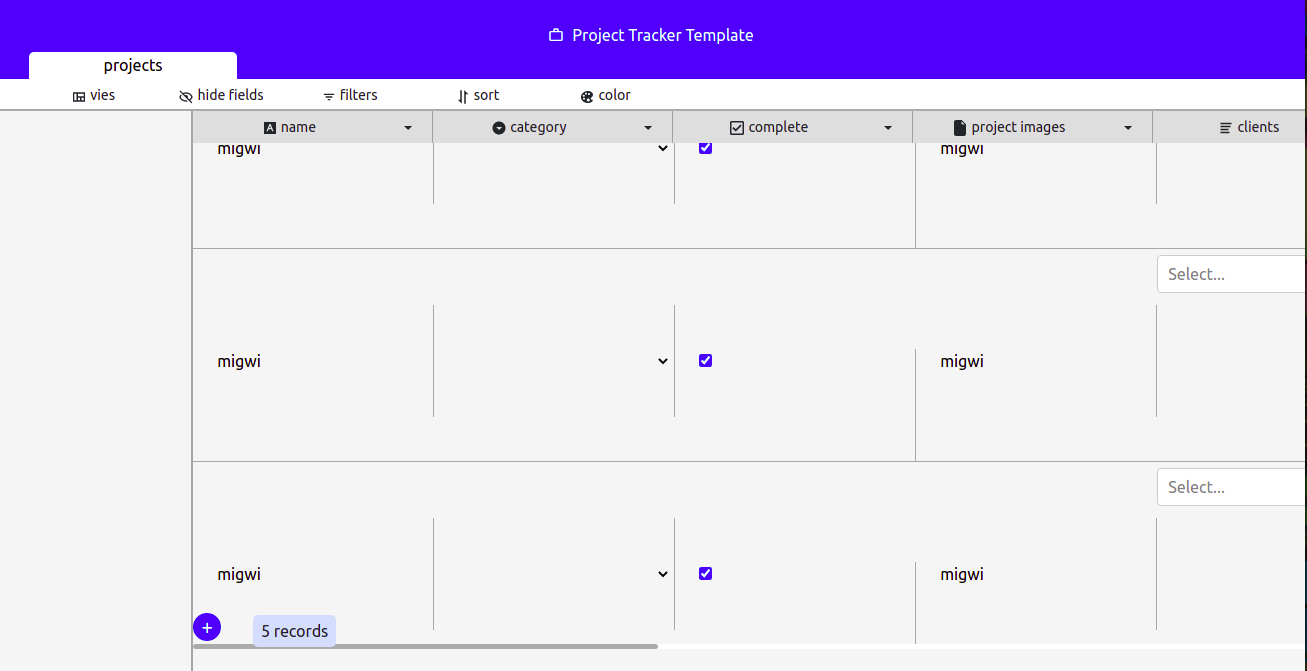 Project Tracker Template
projects
vies hide fields filters sort color
A name category complete project images clients
migwi migwi
Select...
migwi migwi
Select...
migwi migwi
+ 5 records